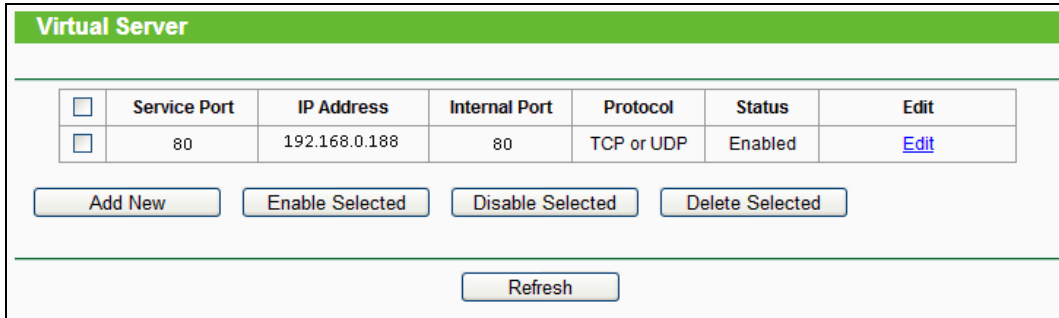 Virtual Server
Service Port IP Address Internal Port Protocol Status Edit
80 192.168.0.188 80 TCP or UDP Enabled Edit
Add New Enable Selected Disable Selected Delete Selected
Refresh